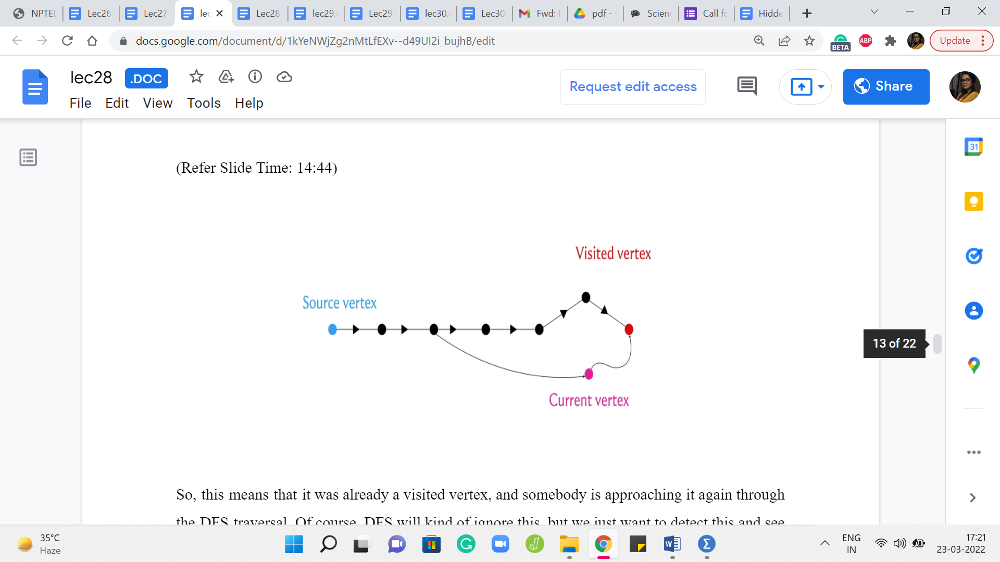 NPTEL
Lec26
Lec27
lec
Lec28
lec29.
Lec29
lec30.
Lec30
Fwd:
pdf -
Scienc
Call fo
Hidde
docs.google.com/document/d/1kYeNWjZg2nMtLfEXv--d49UI2i_bujhB/edit
BETA
ABP
Update
lec28
.DOC
File Edit View Tools Help
Request edit access
Share
31
(Refer Slide Time: 14:44)
Visited vertex
Source vertex
13 of 22
Current vertex
So, this means that it was already a visited vertex, and somebody is approaching it again through
the DFS traversal. Of course, DFS will kind of ignore this, but we just want to detect this and see
35°C
Haze
ENG
IN
17:21
23-03-2022